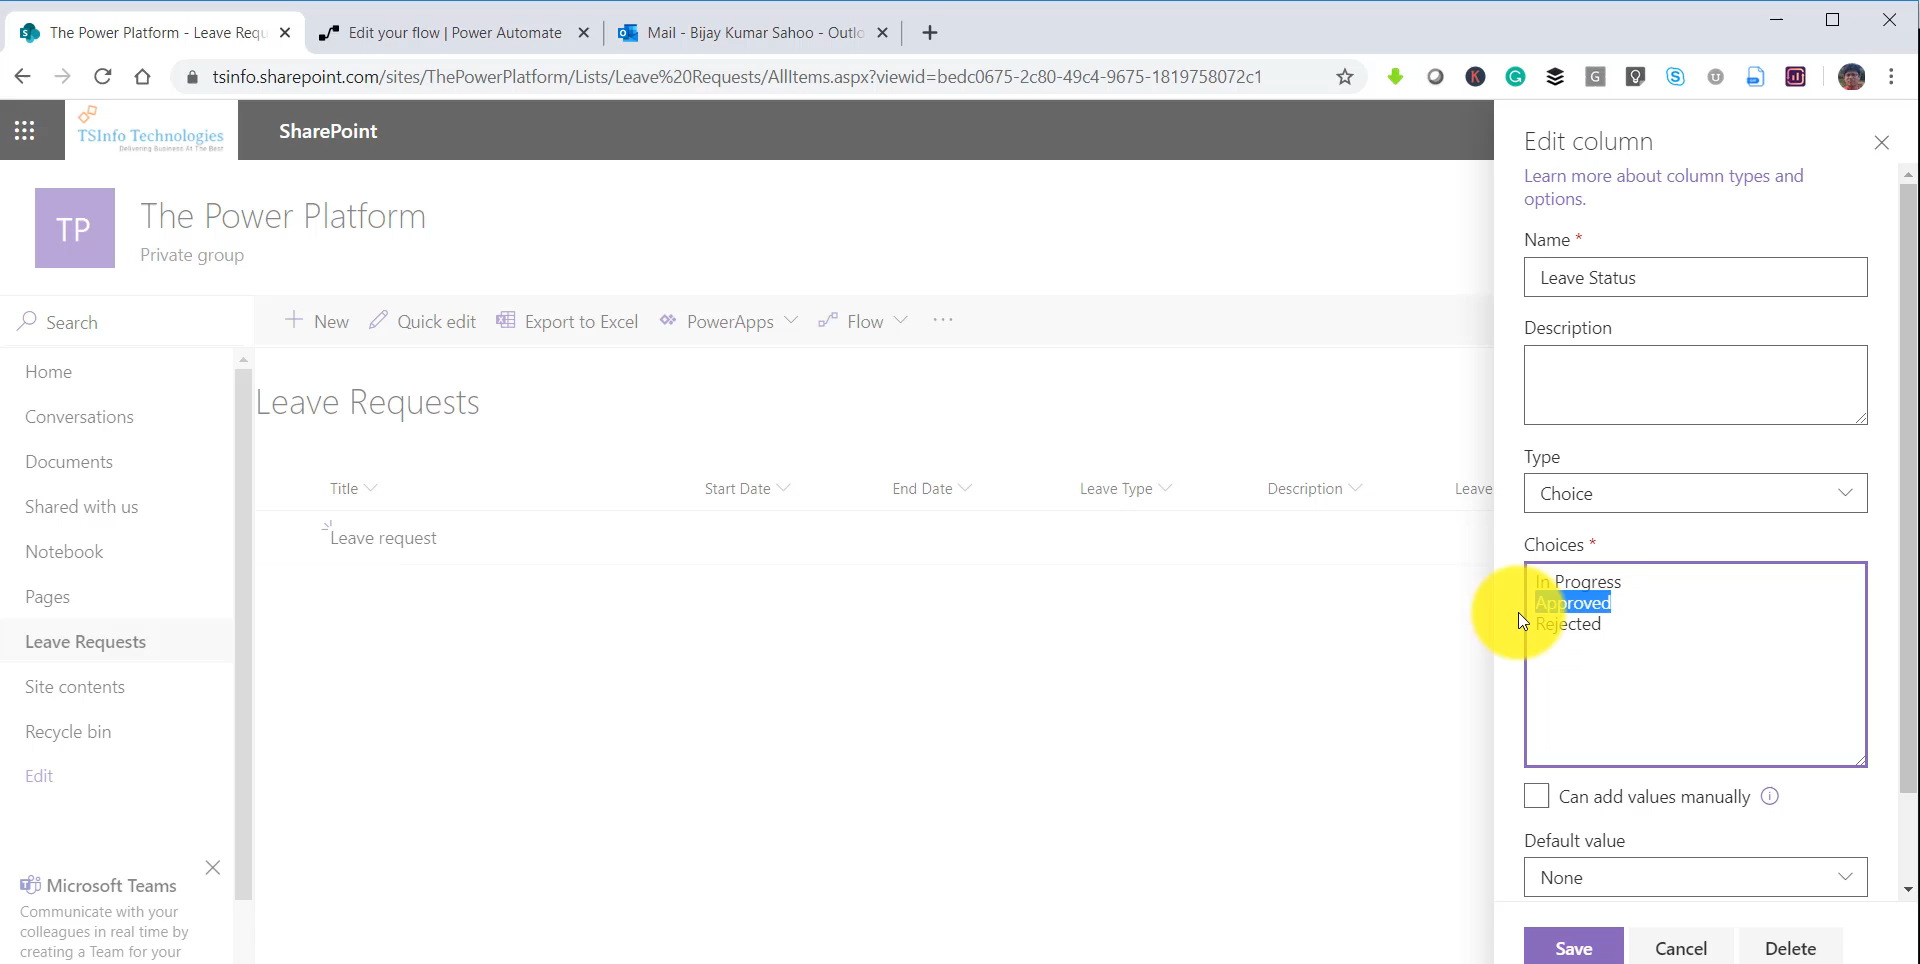 The Power Platform - Leave Requ
Edit your flow | Power Automate
Mail - Bijay Kumar Sahoo - Outlo
tsinfo.sharepoint.com/sites/ThePowerPlatform/Lists/Leave%20Requests/AllItems.aspx?viewid=bedc0675-2c80-49c4-9675-1819758072c1
TSInfo Technologies
Delivering Business At The Best
SharePoint
TP
The Power Platform
Private group
Search
New
Quick edit
Export to Excel
PowerApps
Flow
Home
Conversations
Documents
Shared with us
Notebook
Pages
Leave Requests
Site contents
Recycle bin
Edit
Microsoft Teams
Communicate with your
colleagues in real time by
creating a Team for your
Leave Requests
Title
Start Date
End Date
Leave Type
Description
Leave
Leave request
Edit column
Learn more about column types and
options.
Name *
Leave Status
Description
Type
Choice
Choices *
In Progress
Approved
Rejected
Can add values manually
Default value
None
Save
Cancel
Delete